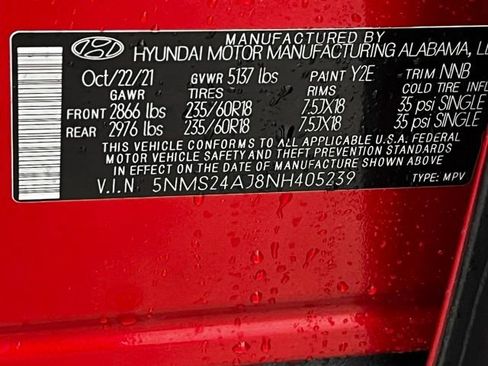 MANUFACTURED BY
HYUNDAI MOTOR MANUFACTURING ALABAMA,
Oct/22/21 GVWR 5137 lbs PAINT Y2E TRIM NNB
GAWR TIRES RIMS COLD TIRE
FRONT 2866 lbs 235/60R18 7.5JX18 35 psi SINGLE
REAR 2976 lbs 235/60R18 7.5JX18 35 psi SINGLE
THIS VEHICLE CONFORMS TO ALL APPLICABLE U.S.A. FEDERAL
MOTOR VEHICLE SAFETY AND THEFT PREVENTION STANDARDS
IN EFFECT ON THE DATE OF MANUFACTURE SHOWN ABOVE.
V.I.N. 5NMS24AJ8NH405239 TYPE: MPV